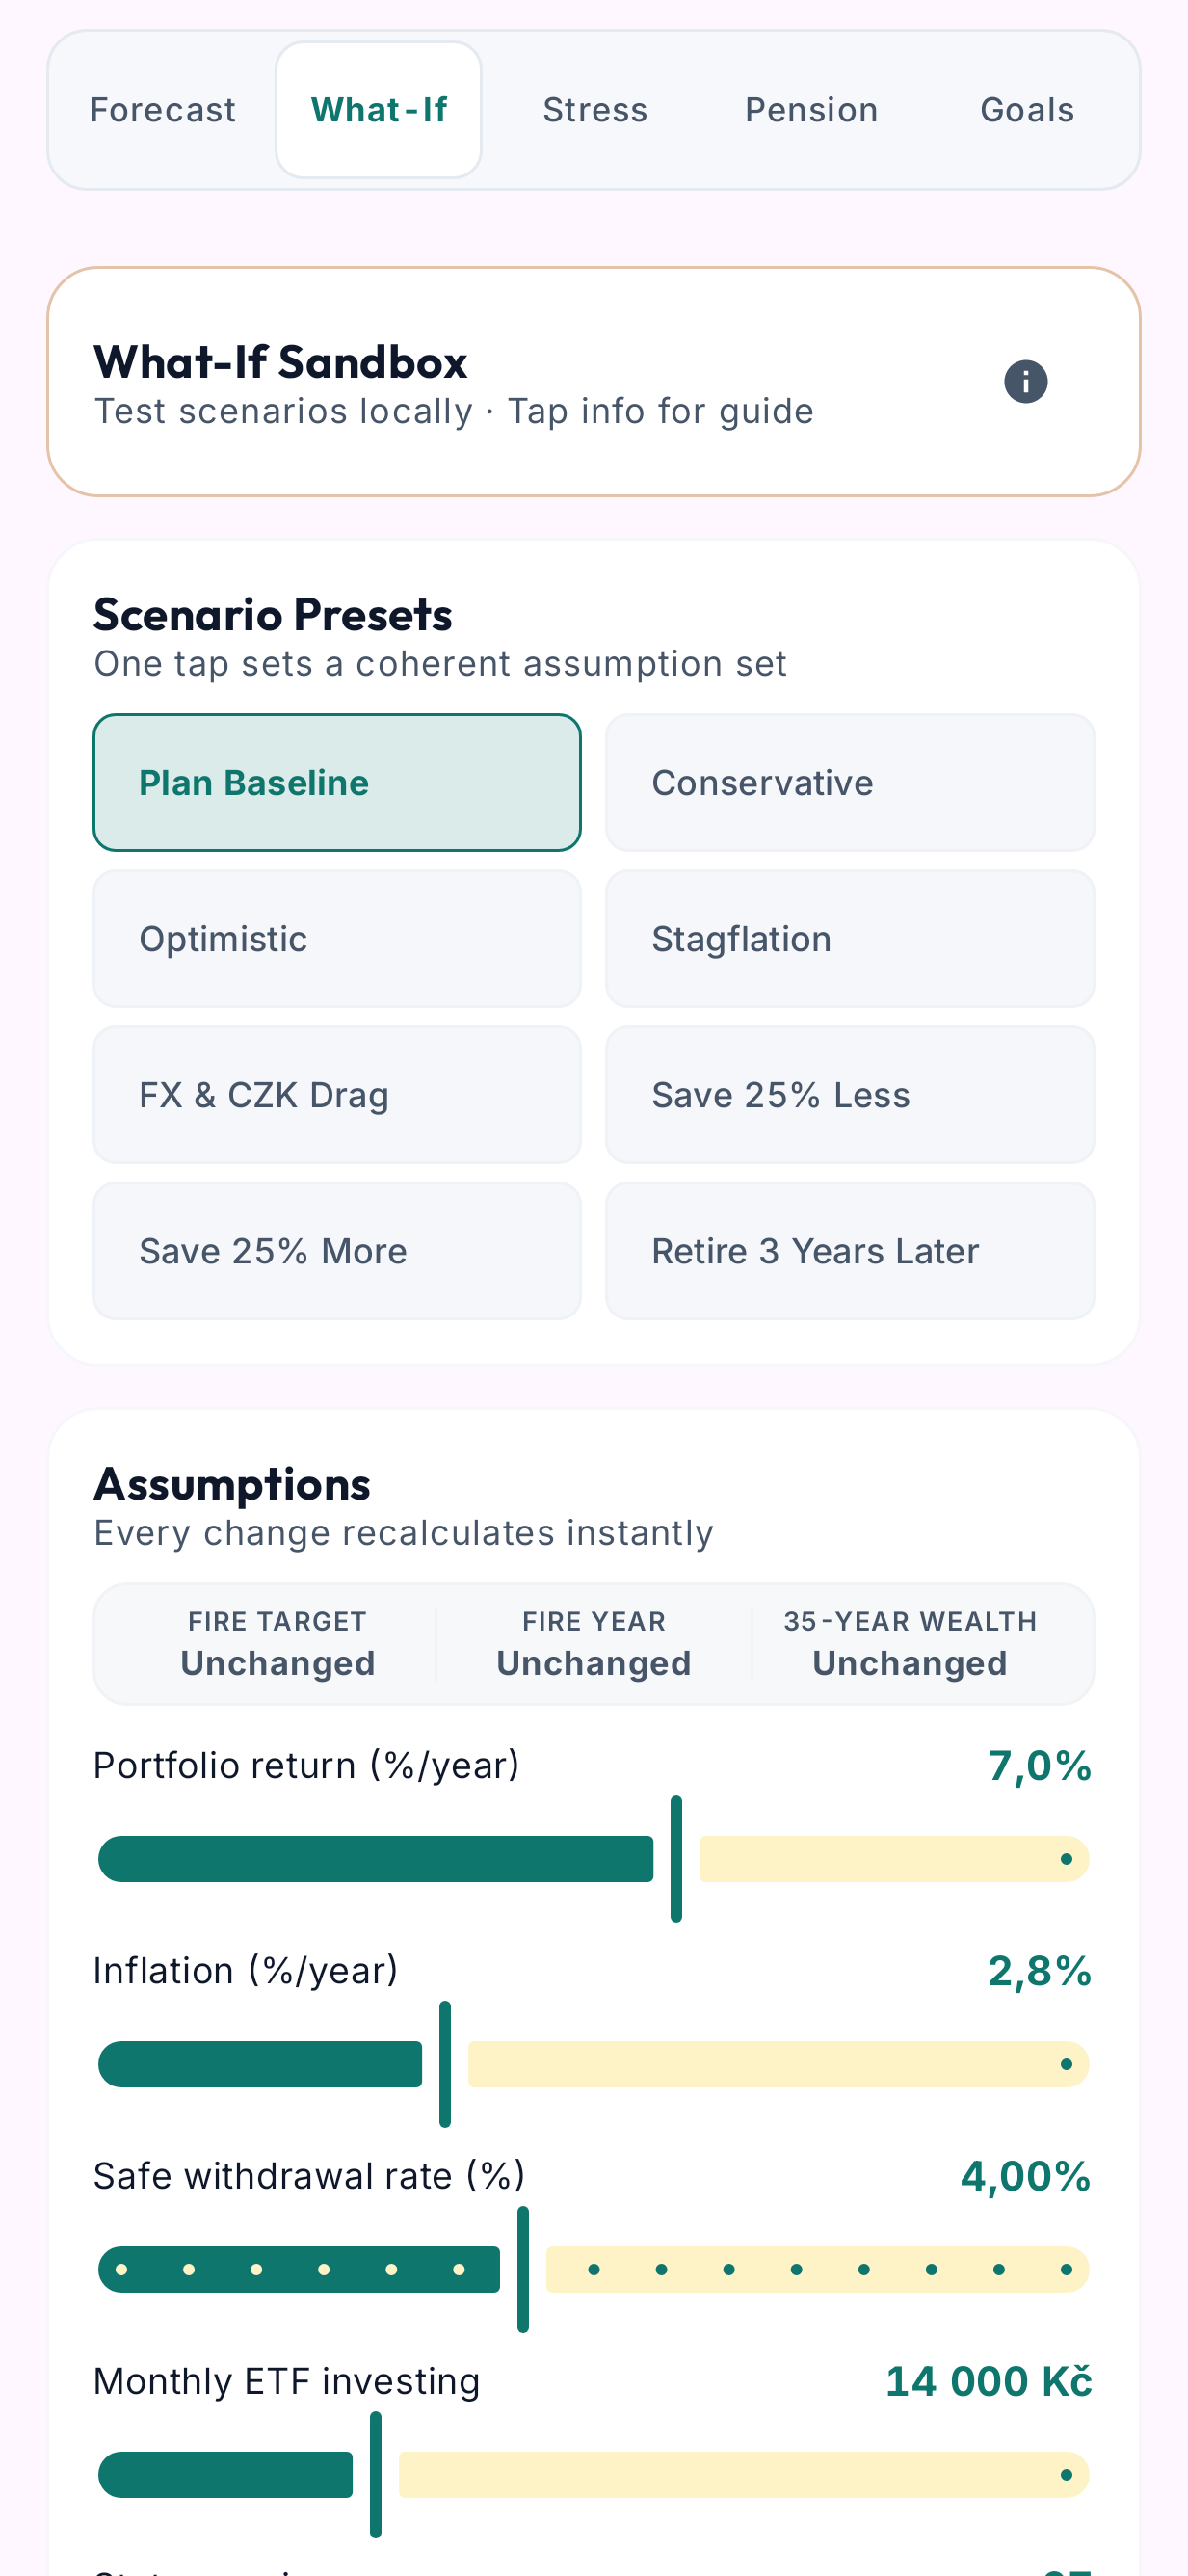 Forecast What-If Stress Pension Goals
What-If Sandbox
Test scenarios locally · Tap info for guide
Scenario Presets
One tap sets a coherent assumption set
Plan Baseline Conservative
Optimistic Stagflation
FX & CZK Drag Save 25% Less
Save 25% More Retire 3 Years Later
Assumptions
Every change recalculates instantly
FIRE TARGET FIRE YEAR 35-YEAR WEALTH
Unchanged Unchanged Unchanged
Portfolio return (%/year) 7,0%
Inflation (%/year) 2,8%
Safe withdrawal rate (%) 4,00%
Monthly ETF investing 14 000 Kč